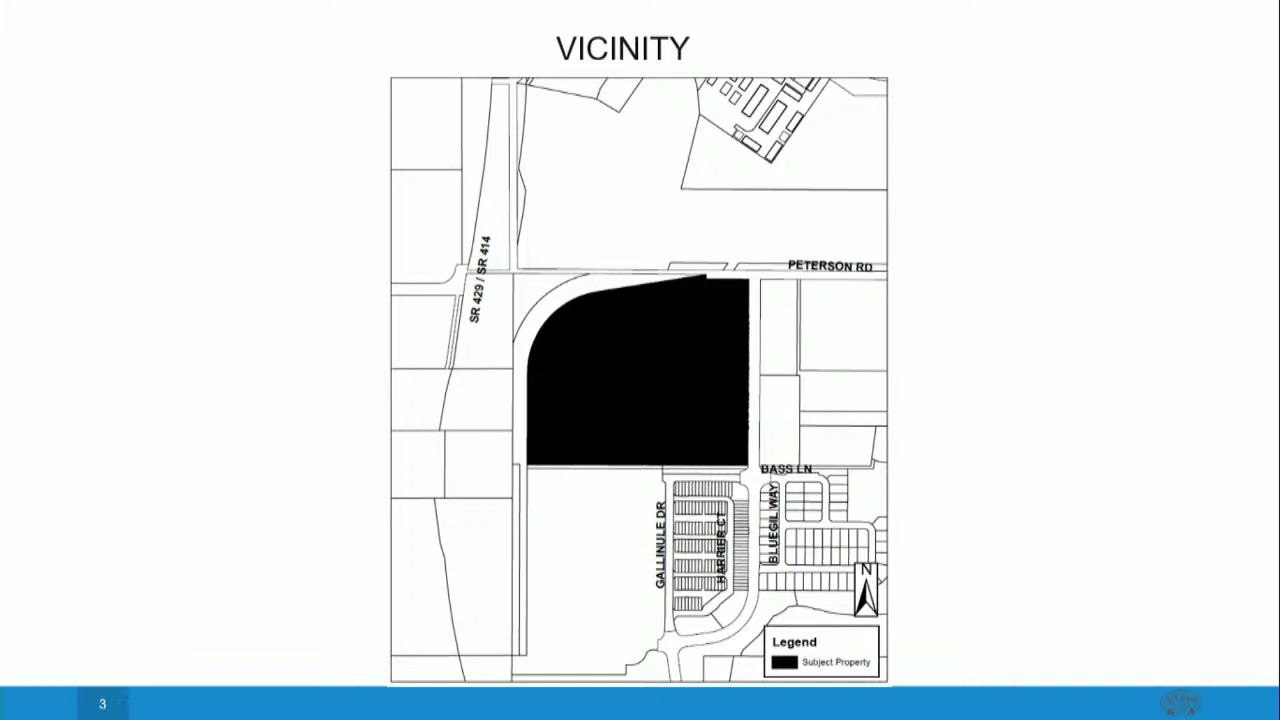 VICINITY
PETERSON RD
SR 429 / SR 414
BASS LN
GALLINULE DR
HARRIER CT
BLUEGIL WAY
N
Legend
Subject Property
3